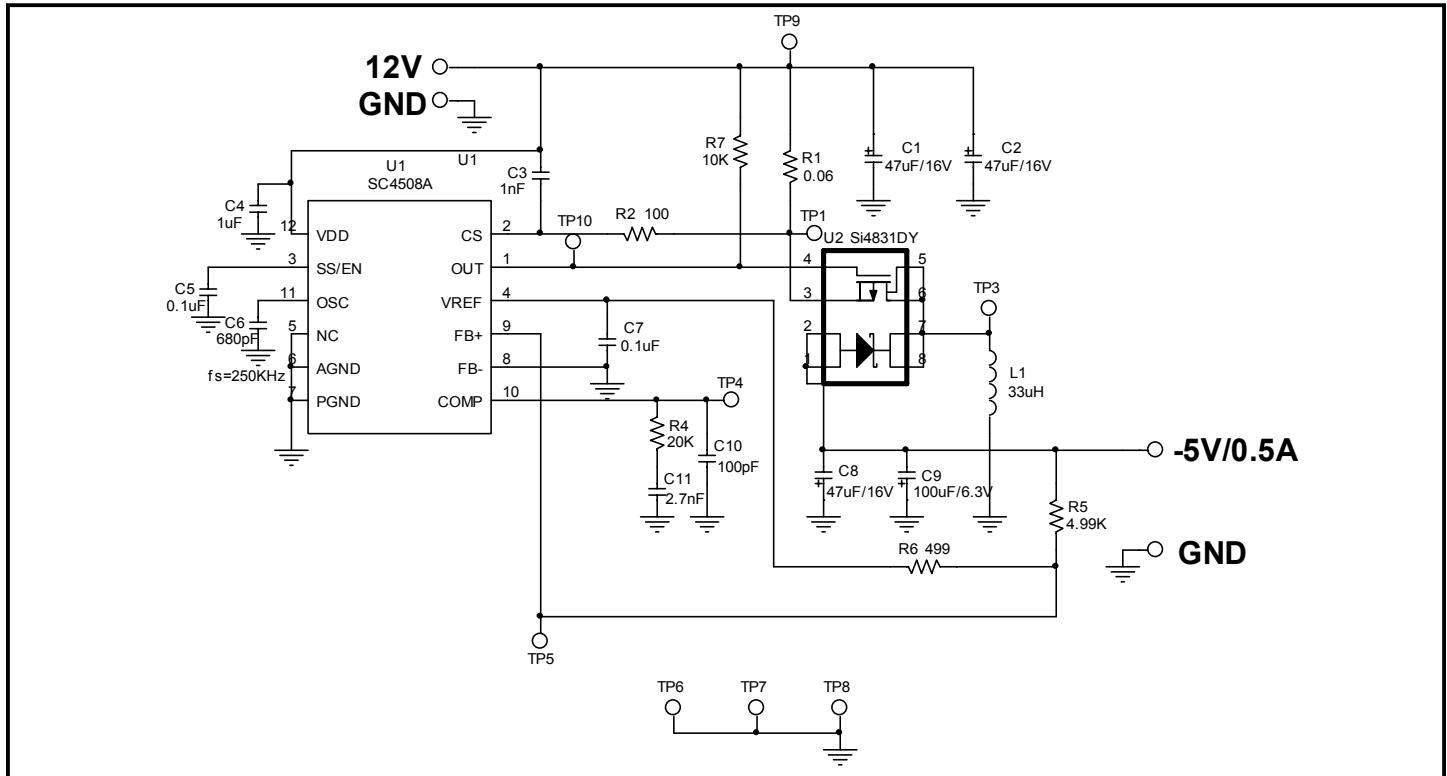 TP9
12V
GND
R7
10K
R1
0.06
C1
47uF/16V
C2
47uF/16V
U1
U1
SC4508A
C3
1nF
C4
1uF
TP10
R2 100
TP1
U2 Si4831DY
12 VDD
CS 2
3 SS/EN
OUT 1
11 OSC
VREF 4
5 NC
FB+ 9
6 AGND
FB- 8
7 PGND
COMP 10
4
5
3
6
2
7
1
8
C5
0.1uF
C6
680pF
fs=250KHz
C7
0.1uF
TP3
L1
33uH
TP4
R4
20K
C10
100pF
C11
2.7nF
-5V/0.5A
C8
47uF/16V
C9
100uF/6.3V
R5
4.99K
R6 499
GND
TP5
TP6
TP7
TP8